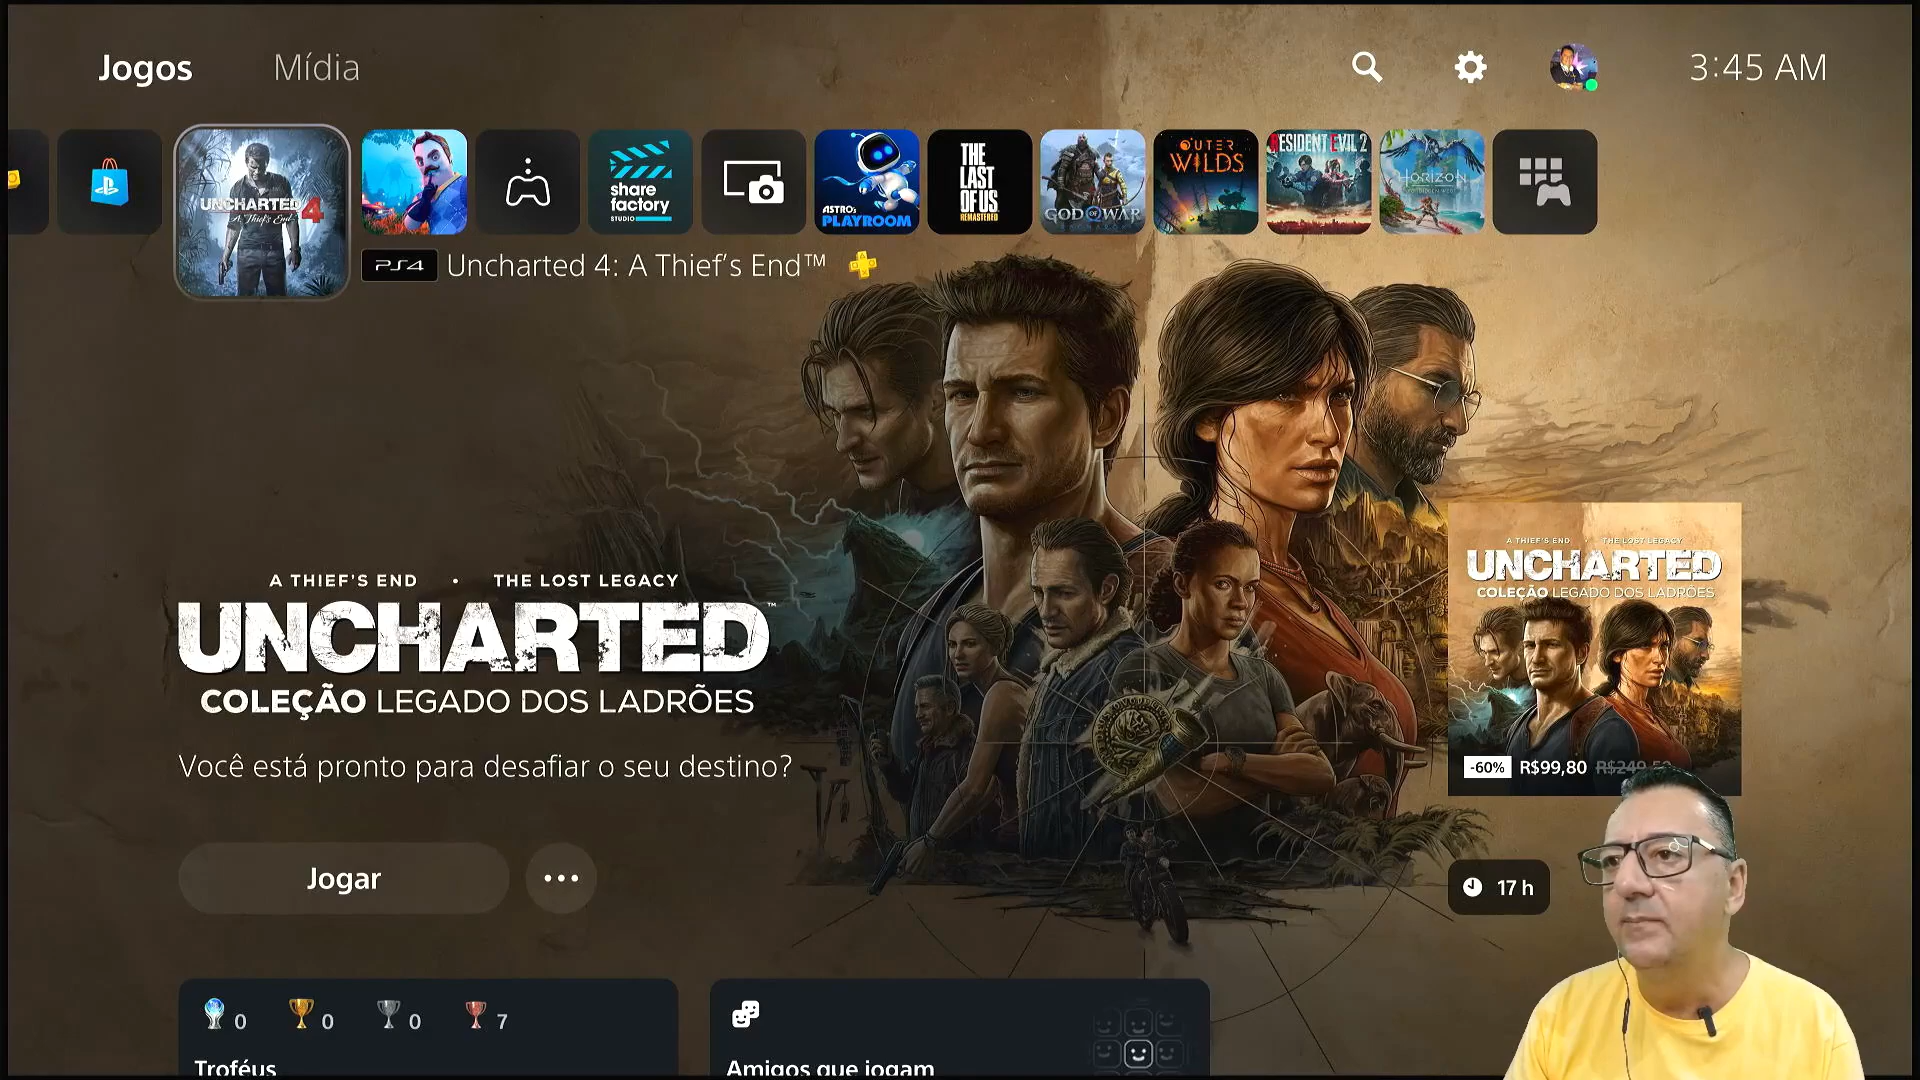 Jogos
Mídia
3:45 AM
UNCHARTED 4
A Thief's End
share
factory
STUDIO
ASTRO's
PLAYROOM
THE
LAST
OF US
REMASTERED
GOD OF WAR
OUTER
WILDS
RESIDENT EVIL 2
HORIZON
FORBIDDEN WEST
PS4 Uncharted 4: A Thief's End™
A THIEF'S END • THE LOST LEGACY
UNCHARTED™
COLEÇÃO LEGADO DOS LADRÕES
Você está pronto para desafiar o seu destino?
A THIEF'S END • THE LOST LEGACY
UNCHARTED
COLEÇÃO LEGADO DOS LADRÕES
-60% R$99,80
Jogar
17 h
0 0 0 7
Troféus
Amigos que jogam